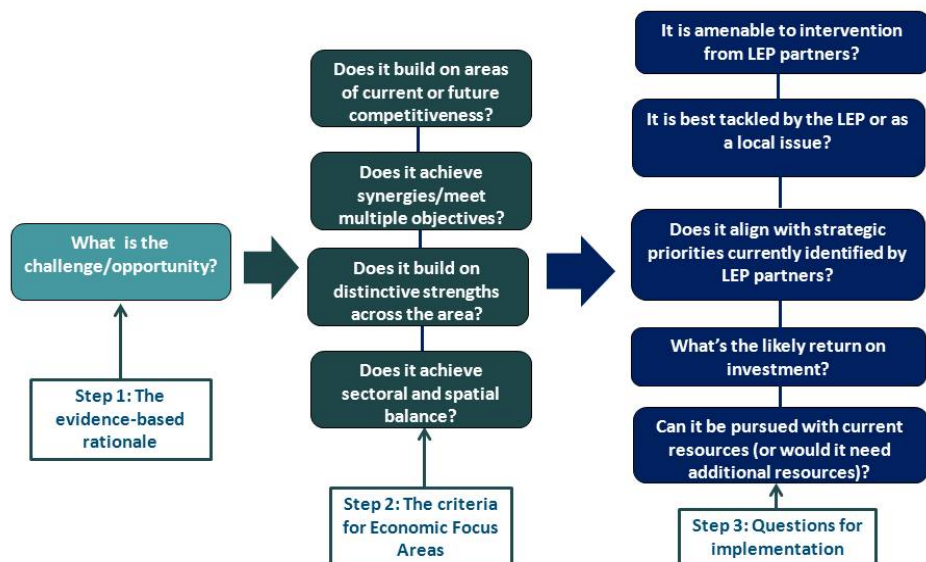 What is the
challenge/opportunity?
Step 1: The
evidence-based
rationale
Does it build on areas
of current or future
competitiveness?
Does it achieve
synergies/meet
multiple objectives?
Does it build on
distinctive strengths
across the area?
Does it achieve
sectoral and spatial
balance?
Step 2: The criteria
for Economic Focus
Areas
It is amenable to intervention
from LEP partners?
It is best tackled by the LEP or as
a local issue?
Does it align with strategic
priorities currently identified by
LEP partners?
What's the likely return on
investment?
Can it be pursued with current
resources (or would it need
additional resources)?
Step 3: Questions for
implementation